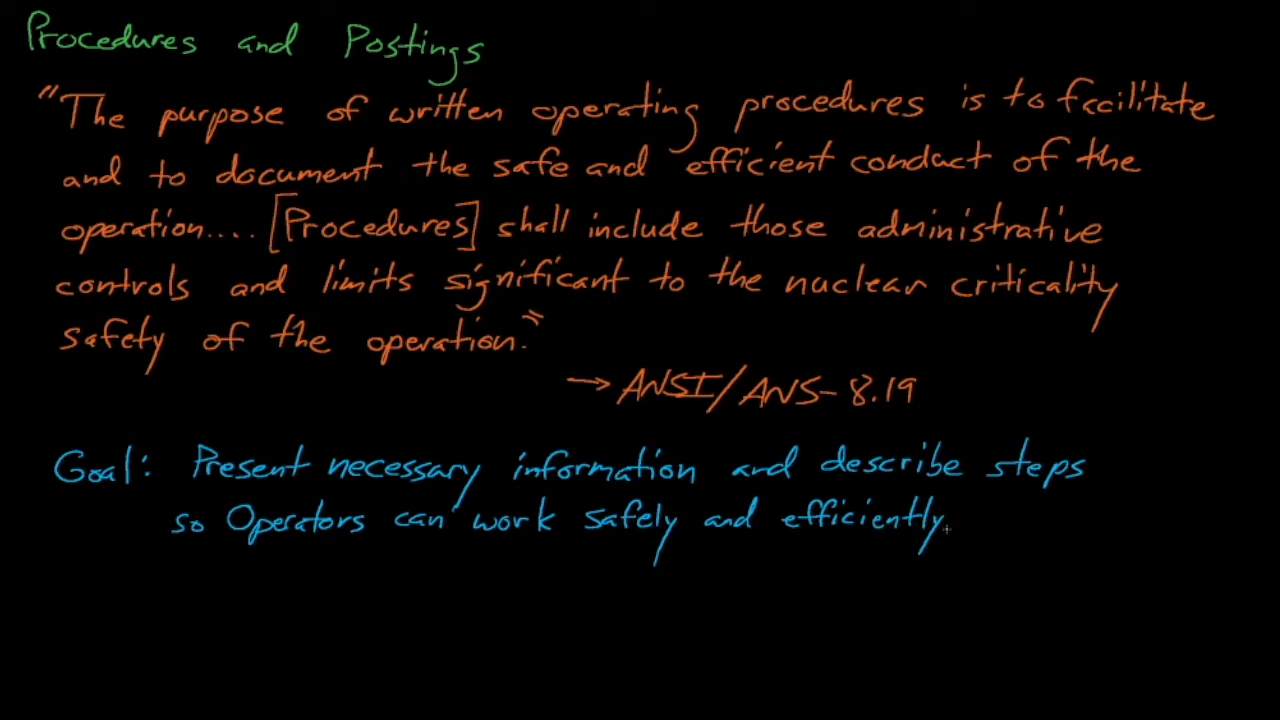 Procedures and Postings
"The purpose of written operating procedures is to facilitate
and to document the safe and efficient conduct of the
operation.... [Procedures] shall include those administrative
controls and limits significant to the nuclear criticality
safety of the operation."
→ ANSI/ANS-8.19
Goal: Present necessary information and describe steps
so Operators can work safely and efficiently.